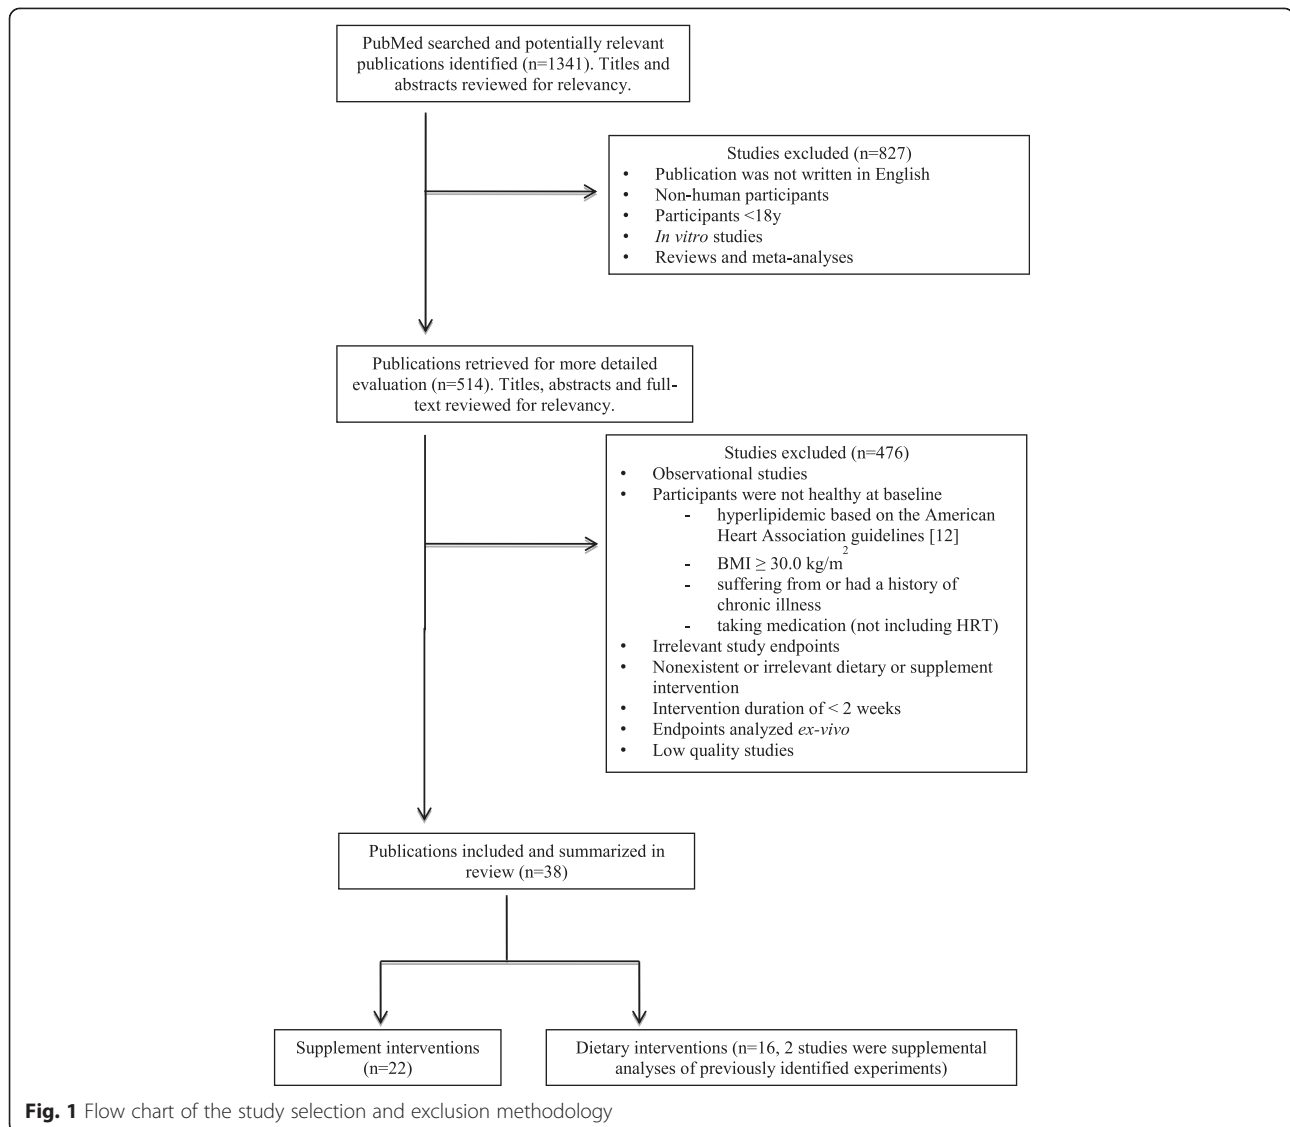 PubMed searched and potentially relevant
publications identified (n=1341). Titles and
abstracts reviewed for relevancy.
Studies excluded (n=827)
• Publication was not written in English
• Non-human participants
• Participants <18y
• In vitro studies
• Reviews and meta-analyses
Publications retrieved for more detailed
evaluation (n=514). Titles, abstracts and full-
text reviewed for relevancy.
Studies excluded (n=476)
• Observational studies
• Participants were not healthy at baseline
- hyperlipidemic based on the American
Heart Association guidelines [12]
- BMI ≥ 30.0 kg/m²
- suffering from or had a history of
chronic illness
- taking medication (not including HRT)
• Irrelevant study endpoints
• Nonexistent or irrelevant dietary or supplement
intervention
• Intervention duration of < 2 weeks
• Endpoints analyzed ex-vivo
• Low quality studies
Publications included and summarized in
review (n=38)
Supplement interventions
(n=22)
Dietary interventions (n=16, 2 studies were supplemental
analyses of previously identified experiments)
Fig. 1 Flow chart of the study selection and exclusion methodology